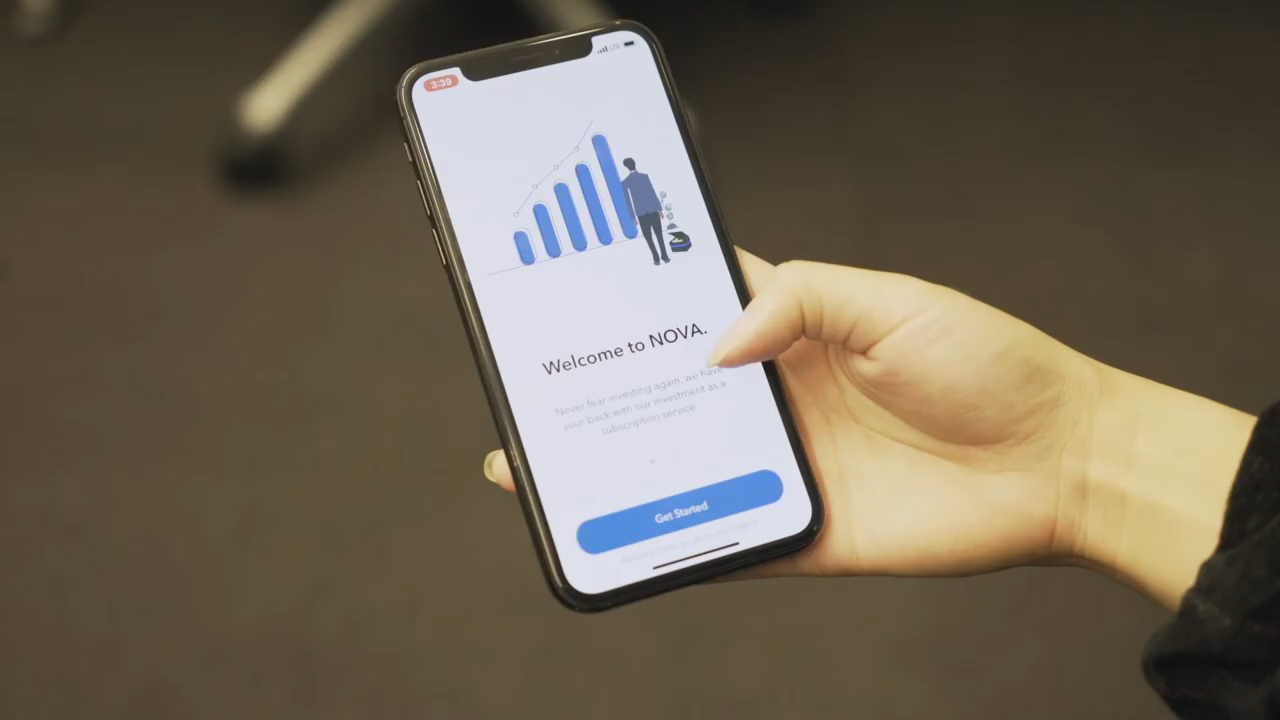 3:39
LTE
Welcome to NOVA.
Never fear investing again, we have
your back with our investment as a
subscription service.
Get Started